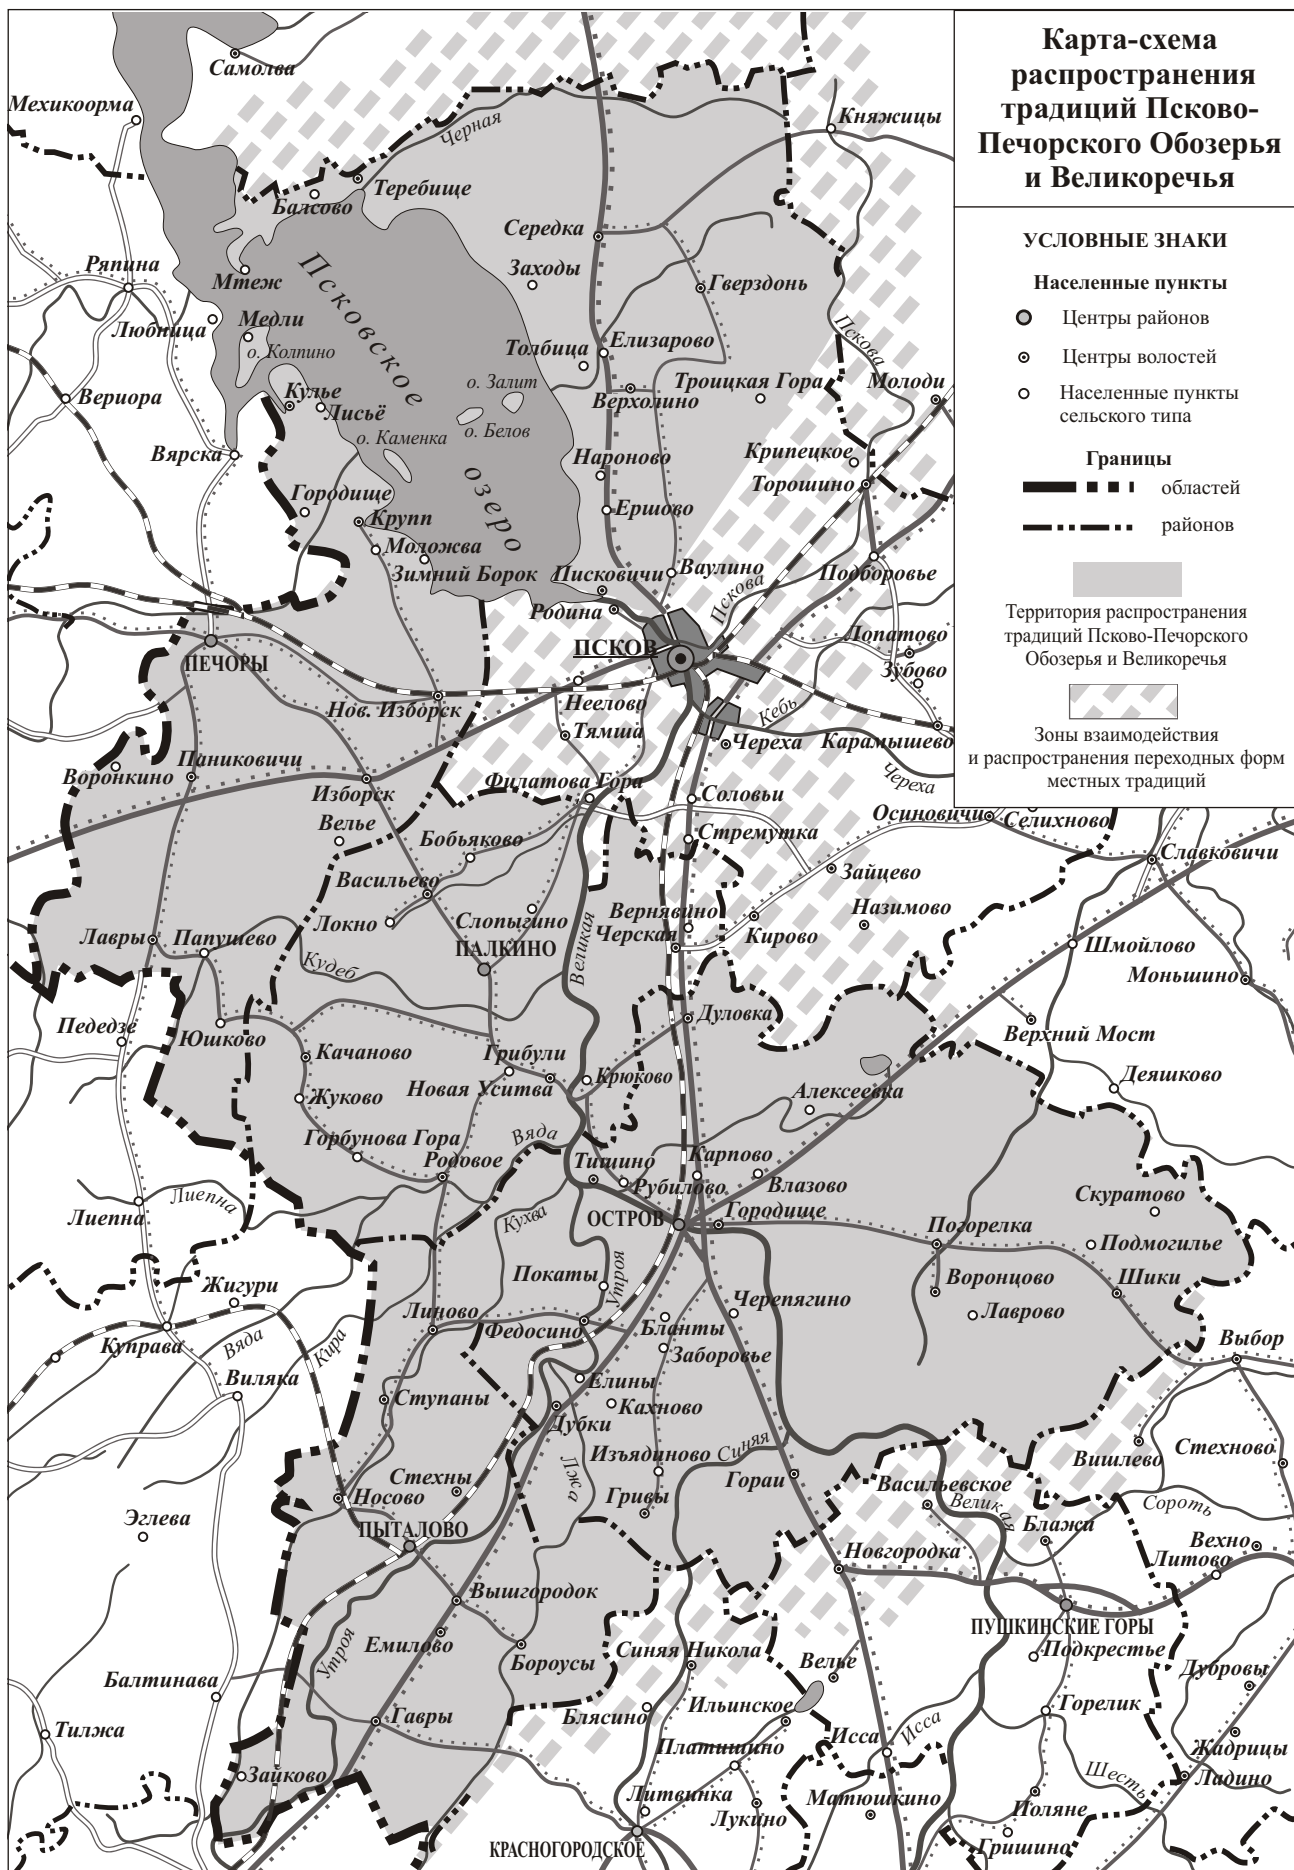 Карта-схема
распространения
традиций Псково-
Печорского Обозерья
и Великоречья
УСЛОВНЫЕ ЗНАКИ
Населенные пункты
Центры районов
Центры волостей
Населенные пункты
сельского типа
Границы
областей
районов
Территория распространения
традиций Псково-Печорского
Обозерья и Великоречья
Зоны взаимодействия
и распространения переходных форм
местных традиций
Самолва
Мехикоорма
Черная
Княжицы
Теребище
Балсово
Середка
Ряпина
Мтеж
Заходы
Гвердзонь
Псковское
озеро
Любница
Медли
о. Колпино
Пскова
Толбица
Елизарово
о. Залит
Троицкая Гора
Молоди
Вериора
Кулье
Лисьё
Верхолино
о. Белов
о. Каменка
Вярска
Нароново
Крипецкое
Торошино
Городище
Крупп
Ершово
Моложва
Зимний Борок
Писковичи
Ваулино
Подборовье
Родина
Пскова
Лопатово
ПСКОВ
ПЕЧОРЫ
Зубово
Нов. Изборск
Неелово
Кебь
Тямша
Череха
Карамышево
Паниковичи
Воронкино
Череха
Изборск
Филатова Гора
Соловьи
Осиновичи
Селихново
Велье
Бобьяково
Стремутка
Славковичи
Зайцево
Васильево
Назимово
Локно
Слопыгино
Вернявино
Черская
Кирово
Лавры
Папушево
ПАЛКИНО
Великая
Шмойлово
Кудеб
Моньшино
Педедзе
Юшково
Дуловка
Верхний Мост
Качаново
Грибули
Новая Уситва
Крюково
Деяшково
Жуково
Алексеевка
Горбунова Гора
Вяда
Родовое
Тишино
Карпово
Рубилово
Влазово
Скуратово
Лиепна
Лиепна
Кухва
ОСТРОВ
Городище
Погорелка
Подмогилье
Покаты
Утроя
Воронцово
Шики
Жигури
Черепягино
Лаврово
Линово
Федосино
Бланты
Куправа
Вяда
Кира
Заборовье
Выбор
Виляка
Елины
Ступаны
Кахново
Дубки
Изъядиново
Синяя
Вишлево
Стехново
Стехны
Лжа
Гораи
Васильевское
Носово
Гривы
Великая
Сороть
Эглева
ПЫТАЛОВО
Блажи
Новгородка
Вехно
Литово
Вышгородок
ПУШКИНСКИЕ ГОРЫ
Емилово
Утроя
Бороусы
Синяя Никола
Велье
Подкрестье
Дубровы
Балтинава
Блясино
Ильинское
Горелик
Тилжа
Гавры
Платишино
Исса
Исса
Жадрицы
Зайково
Шесть
Ладино
Литвинка
Лукино
Матюшкино
Поляне
Гришино
КРАСНОГОРОДСКОЕ